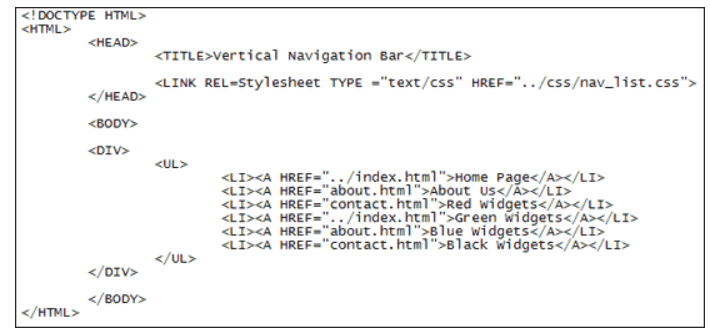 <!DOCTYPE HTML>
<HTML>
<HEAD>
<TITLE>Vertical Navigation Bar</TITLE>
<LINK REL=Stylesheet TYPE ="text/css" HREF="../css/nav_list.css">
</HEAD>
<BODY>
<DIV>
<UL>
<LI><A HREF="../index.html">Home Page</A></LI>
<LI><A HREF="about.html">About Us</A></LI>
<LI><A HREF="contact.html">Red Widgets</A></LI>
<LI><A HREF="../index.html">Green Widgets</A></LI>
<LI><A HREF="about.html">Blue Widgets</A></LI>
<LI><A HREF="contact.html">Black Widgets</A></LI>
</UL>
</DIV>
</BODY>
</HTML>